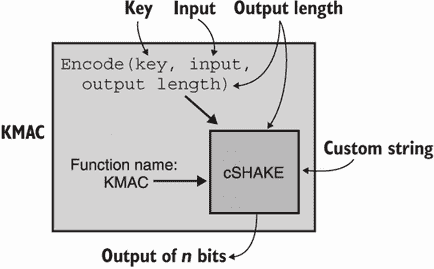 Key Input Output length
Encode(key, input,
output length)
KMAC
Function name:
KMAC
cSHAKE
Custom string
Output of n bits